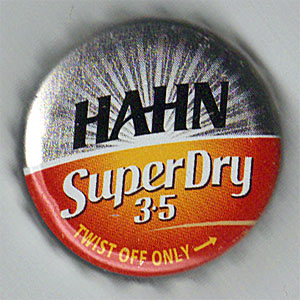 HAHN
SuperDry
3·5
TWIST OFF ONLY →